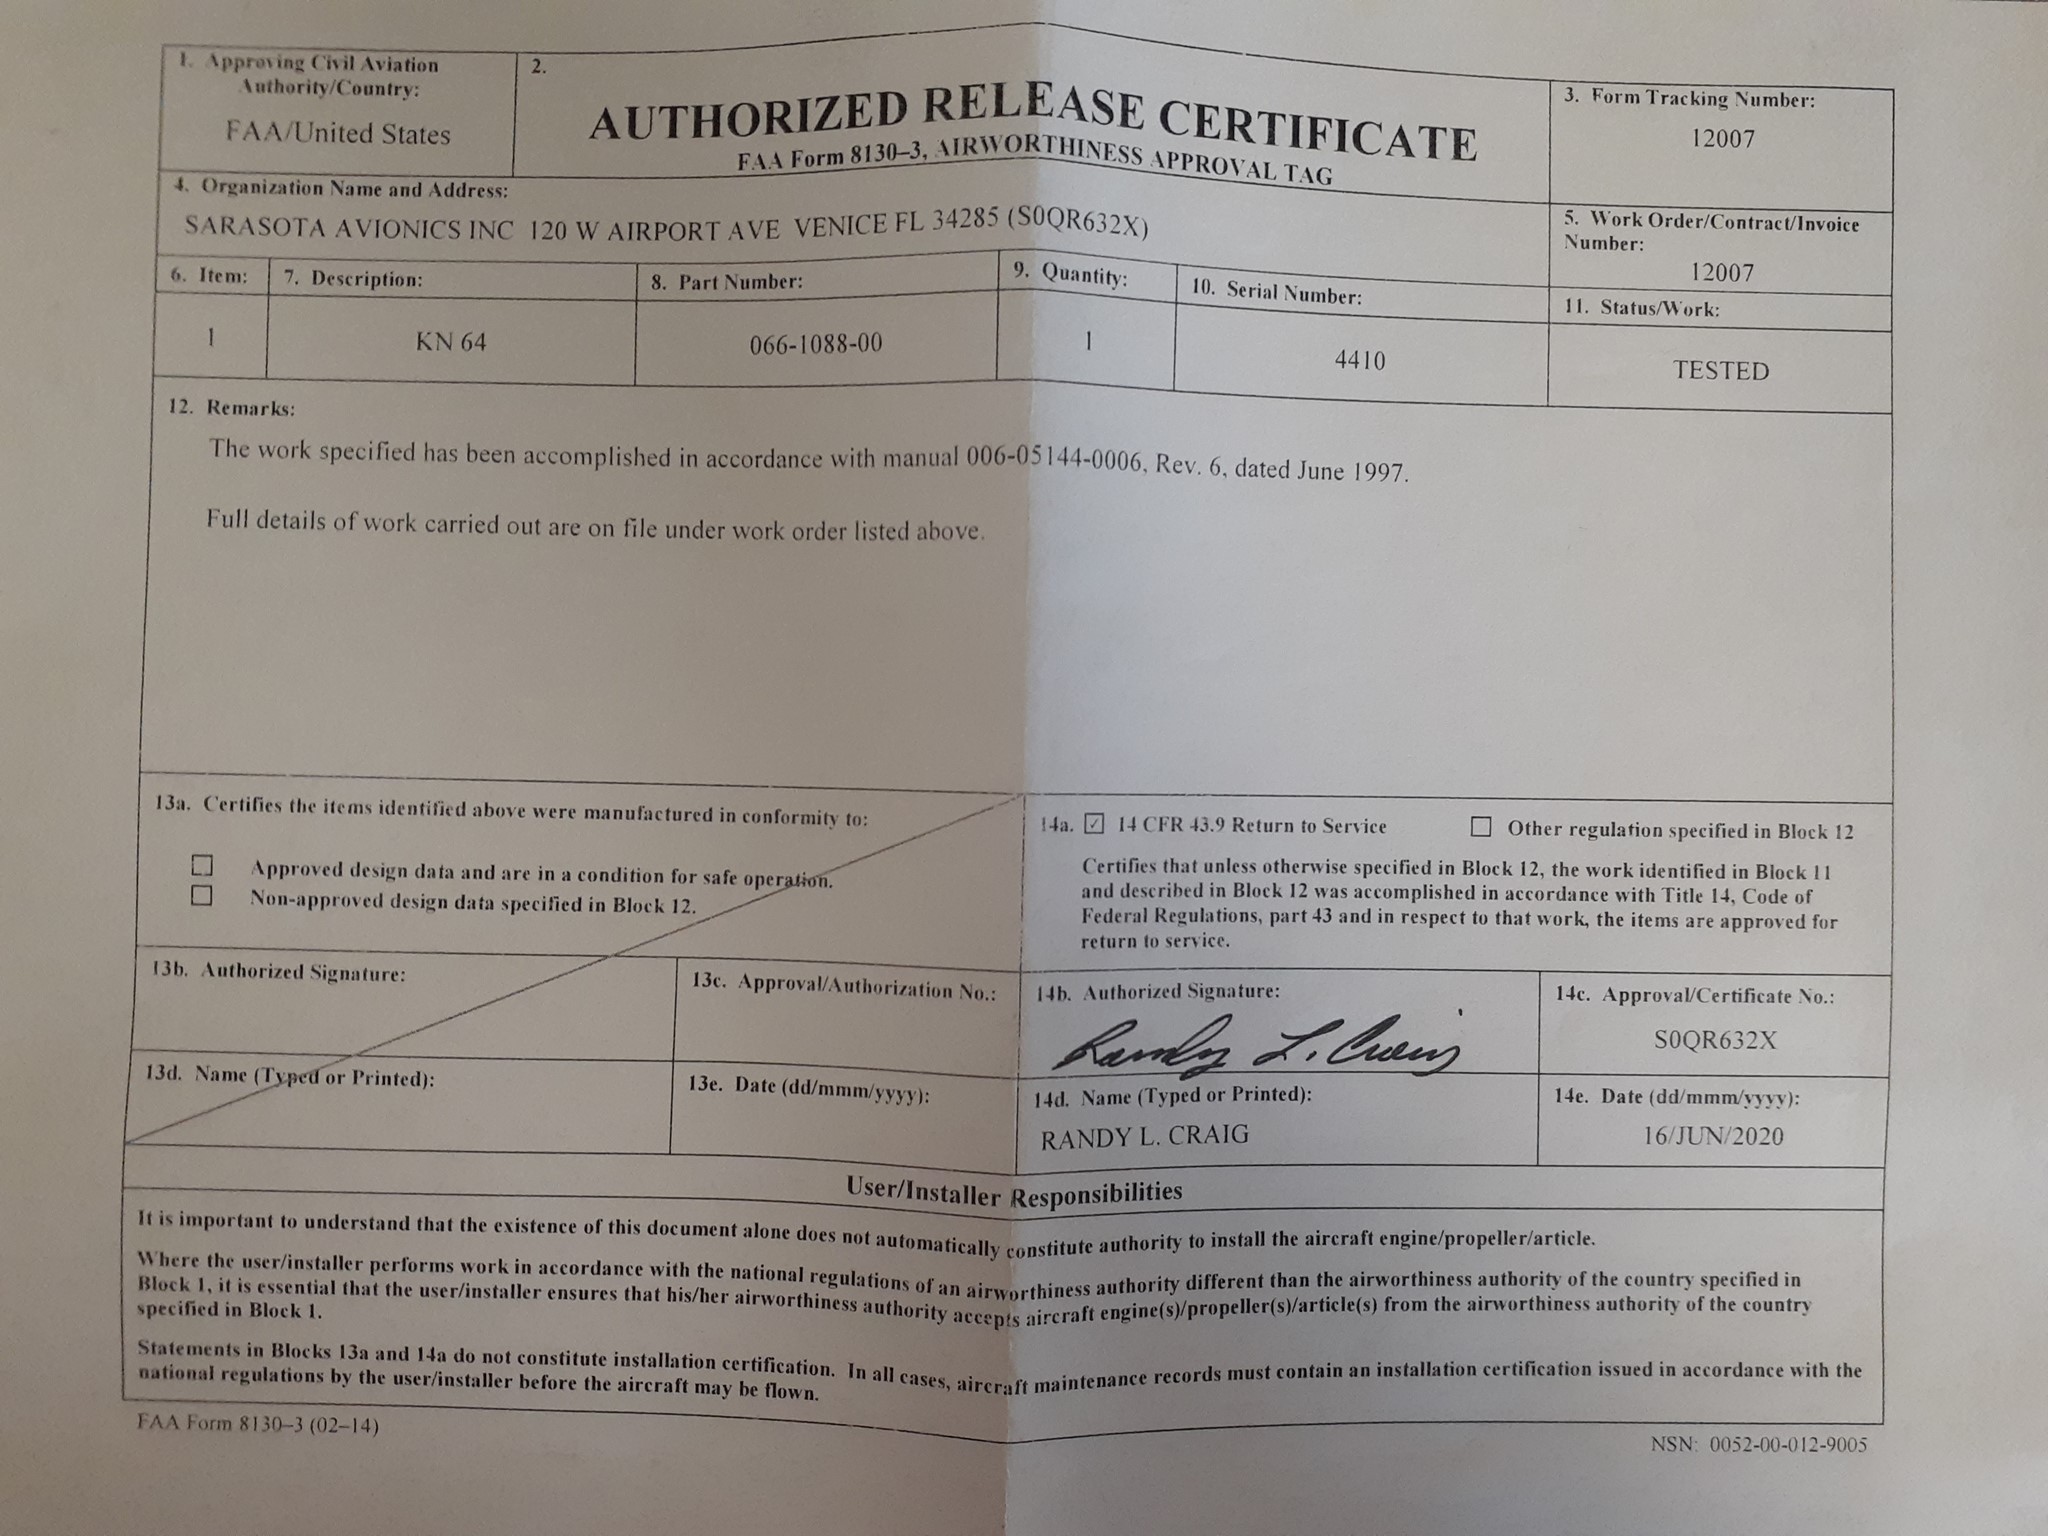 1. Approving Civil Aviation
Authority/Country:
FAA/United States
2.
AUTHORIZED RELEASE CERTIFICATE
FAA Form 8130–3, AIRWORTHINESS APPROVAL TAG
3. Form Tracking Number:
12007
4. Organization Name and Address:
SARASOTA AVIONICS INC 120 W AIRPORT AVE VENICE FL 34285 (S0QR632X)
5. Work Order/Contract/Invoice
Number:
12007
6. Item:
7. Description:
8. Part Number:
9. Quantity:
10. Serial Number:
11. Status/Work:
1
KN 64
066-1088-00
1
4410
TESTED
12. Remarks:
The work specified has been accomplished in accordance with manual 006-05144-0006, Rev. 6, dated June 1997.
Full details of work carried out are on file under work order listed above.
13a. Certifies the items identified above were manufactured in conformity to:
Approved design data and are in a condition for safe operation.
Non-approved design data specified in Block 12.
14a. ☑ 14 CFR 43.9 Return to Service ☐ Other regulation specified in Block 12
Certifies that unless otherwise specified in Block 12, the work identified in Block 11
and described in Block 12 was accomplished in accordance with Title 14, Code of
Federal Regulations, part 43 and in respect to that work, the items are approved for
return to service.
13b. Authorized Signature:
13c. Approval/Authorization No.:
14b. Authorized Signature:
Randy L. Craig
14c. Approval/Certificate No.:
S0QR632X
13d. Name (Typed or Printed):
13e. Date (dd/mmm/yyyy):
14d. Name (Typed or Printed):
RANDY L. CRAIG
14e. Date (dd/mmm/yyyy):
16/JUN/2020
User/Installer Responsibilities
It is important to understand that the existence of this document alone does not automatically constitute authority to install the aircraft engine/propeller/article.
Where the user/installer performs work in accordance with the national regulations of an airworthiness authority different than the airworthiness authority of the country specified in
Block 1, it is essential that the user/installer ensures that his/her airworthiness authority accepts aircraft engine(s)/propeller(s)/article(s) from the airworthiness authority of the country
specified in Block 1.
Statements in Blocks 13a and 14a do not constitute installation certification. In all cases, aircraft maintenance records must contain an installation certification issued in accordance with the
national regulations by the user/installer before the aircraft may be flown.
FAA Form 8130–3 (02–14)
NSN: 0052-00-012-9005